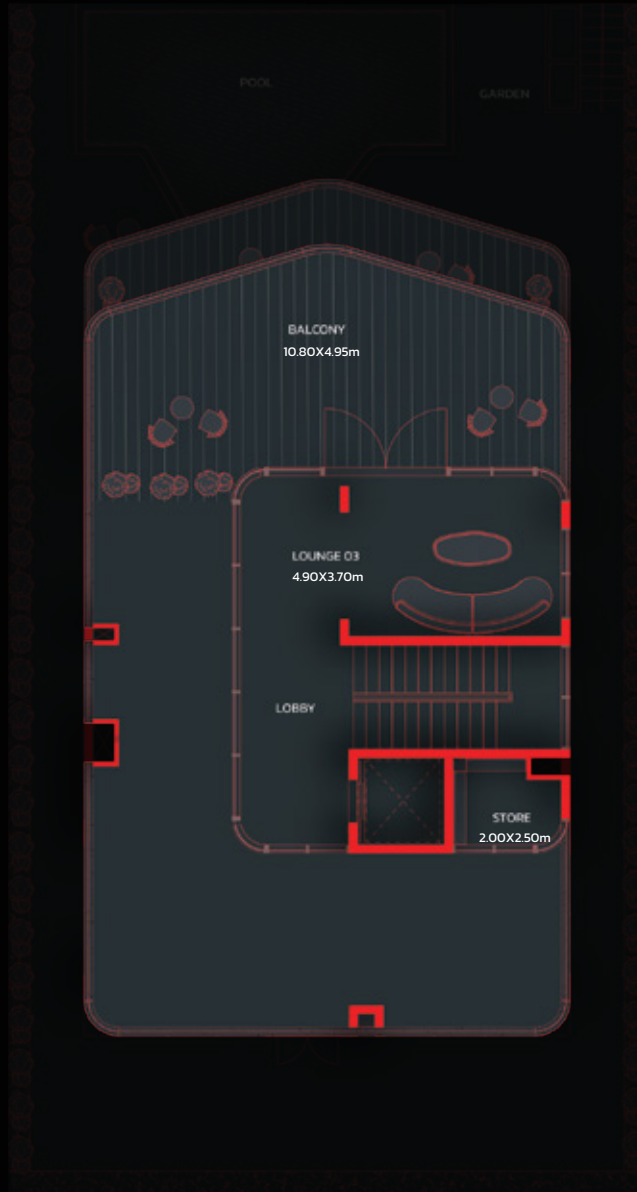 POOL
GARDEN
BALCONY
10.80X4.95m
LOUNGE 03
4.90X3.70m
LOBBY
STORE
2.00X2.50m